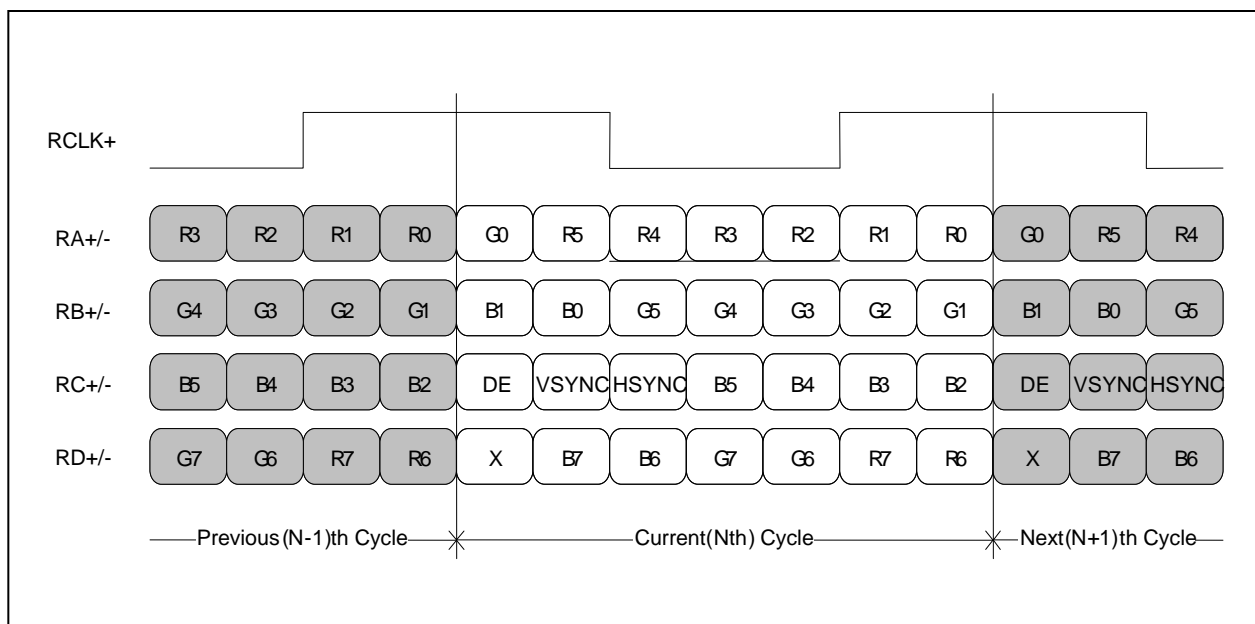 RCLK+
RA+/- R3 R2 R1 R0 G0 R5 R4 R3 R2 R1 R0 G0 R5 R4
RB+/- G4 G3 G2 G1 B1 B0 G5 G4 G3 G2 G1 B1 B0 G5
RC+/- B5 B4 B3 B2 DE VSYNC HSYNC B5 B4 B3 B2 DE VSYNC HSYNC
RD+/- G7 G6 R7 R6 X B7 B6 G7 G6 R7 R6 X B7 B6
Previous (N-1)th Cycle Current(Nth) Cycle Next(N+1)th Cycle